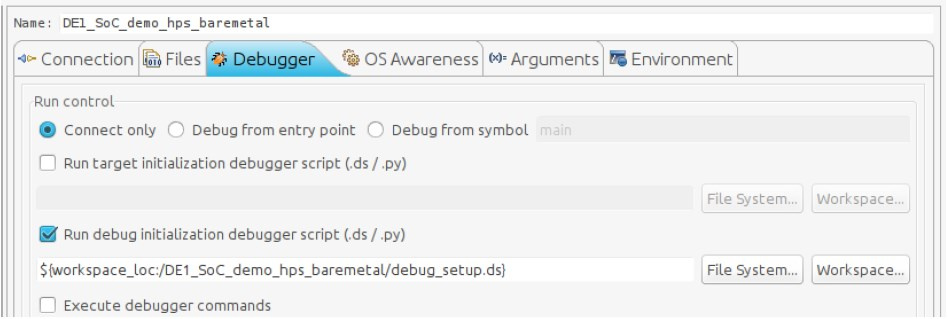 Name: DE1_SoC_demo_hps_baremetal
Connection Files Debugger OS Awareness Arguments Environment
Run control
Connect only Debug from entry point Debug from symbol main
Run target initialization debugger script (.ds / .py)
File System... Workspace...
Run debug initialization debugger script (.ds / .py)
${workspace_loc:/DE1_SoC_demo_hps_baremetal/debug_setup.ds} File System... Workspace...
Execute debugger commands